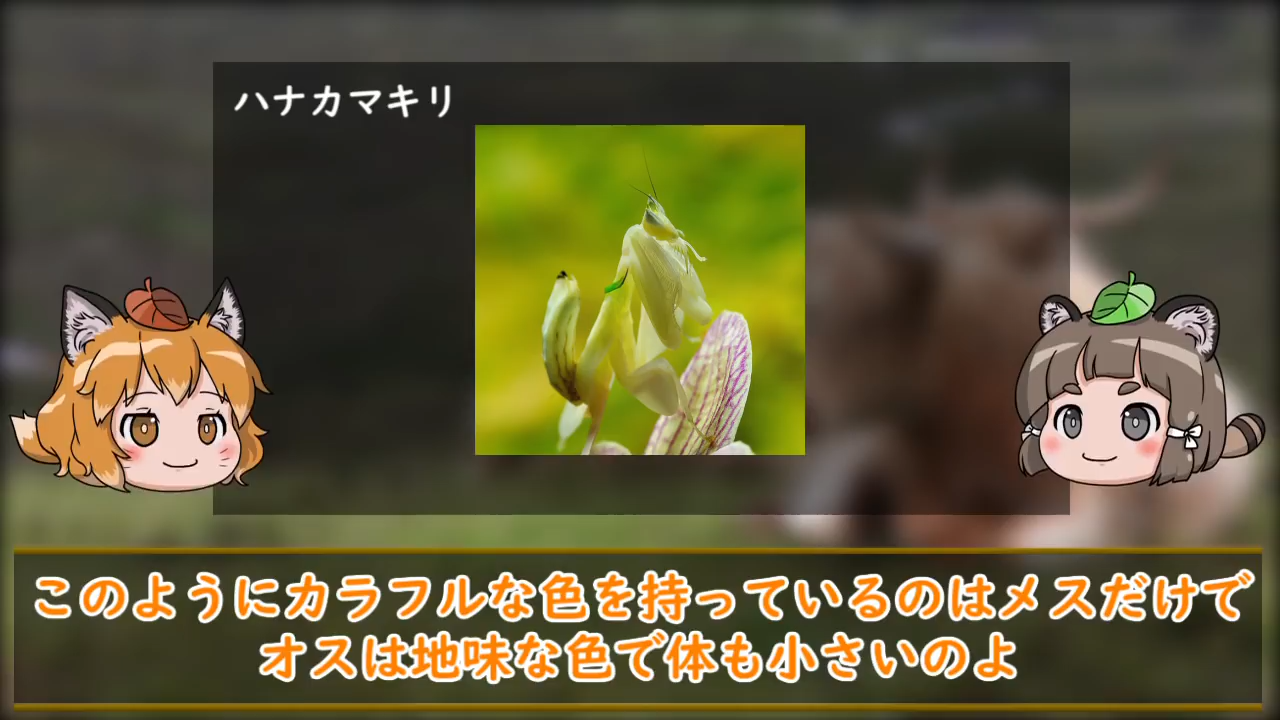 ハナカマキリ
このようにカラフルな色を持っているのはメスだけで
オスは地味な色で体も小さいのよ